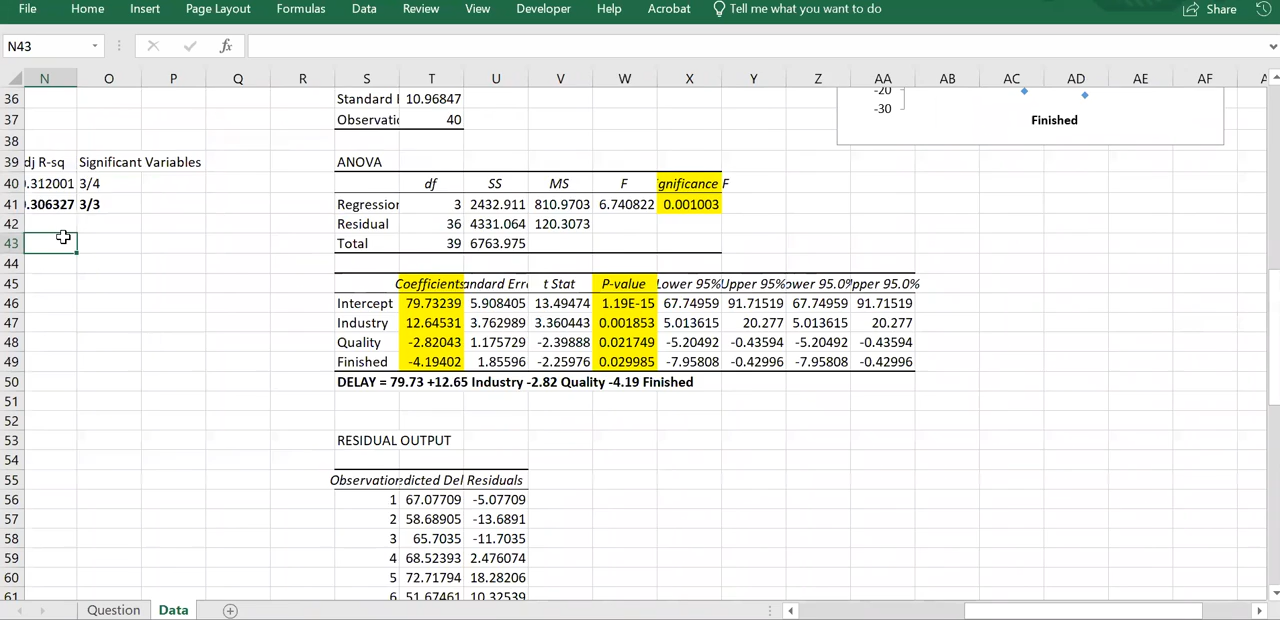 File Home Insert Page Layout Formulas Data Review View Developer Help Acrobat Tell me what you want to do Share
N43 fx
N O P Q R S T U V W X Y Z AA AB AC AD AE AF
36 Standard 10.96847 -20
37 40 -30 Finished
38
39 dj R-sq Significant Variables ANOVA
40 .312001 3/4 df SS MS F gnificance F
41 .306327 3/3 Regression 3 2432.911 810.9703 6.740822 0.001003
42 Residual 36 4331.064 120.3073
43 Total 39 6763.975
44
45 Coefficients andard Err t Stat P-value Lower 95% Upper 95% ower 95.0% pper 95.0%
46 Intercept 79.73239 5.908405 13.49474 1.19E-15 67.74959 91.71519 67.74959 91.71519
47 Industry 12.64531 3.762989 3.360443 0.001853 5.013615 20.277 5.013615 20.277
48 Quality -2.82043 1.175729 -2.39888 0.021749 -5.20492 -0.43594 -5.20492 -0.43594
49 Finished -4.19402 1.85596 -2.25976 0.029985 -7.95808 -0.42996 -7.95808 -0.42996
50 DELAY = 79.73 +12.65 Industry -2.82 Quality -4.19 Finished
51
52
53 RESIDUAL OUTPUT
54
55 Observation edicted Del Residuals
56 1 67.07709 -5.07709
57 2 58.68905 -13.6891
58 3 65.7035 -11.7035
59 4 68.52393 2.476074
60 5 72.71794 18.28206
61 6 51.67461 10.32539
Question Data